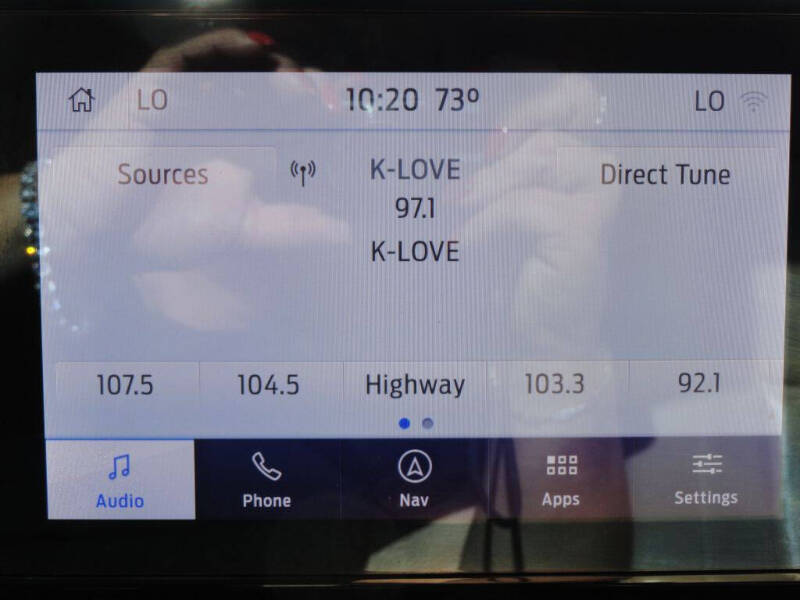 LO 10:20 73º LO
Sources K-LOVE Direct Tune
97.1
K-LOVE
107.5 104.5 Highway 103.3 92.1
Audio Phone Nav Apps Settings